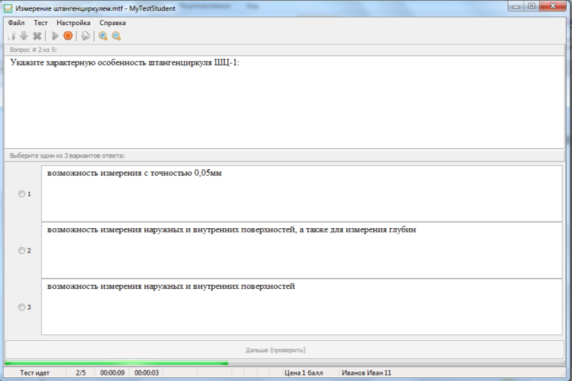 Измерение штангенциркулем.mtf - MyTestStudent
Файл Тест Настройка Справка
Вопрос # 2 из 5:
Укажите характерную особенность штангенциркуля ШЦ-1:
Выберите один из 3 вариантов ответа:
1 возможность измерения с точностью 0,05мм
2 возможность измерения наружных и внутренних поверхностей, а также для измерения глубин
3 возможность измерения наружных и внутренних поверхностей
Дальше (проверить)
Тест идет 2/5 00:00:09 00:00:03 Цена 1 балл Иванов Иван 11